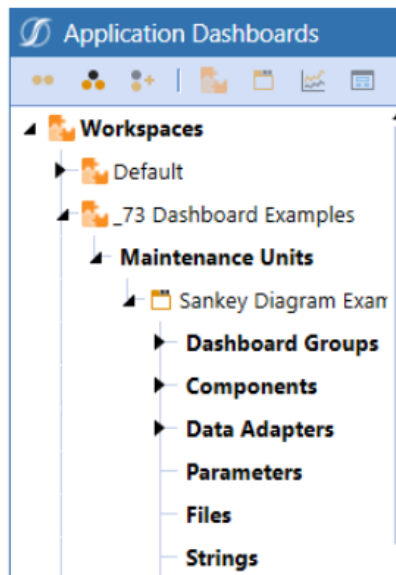 Application Dashboards
Workspaces
Default
_73 Dashboard Examples
Maintenance Units
Sankey Diagram Exam
Dashboard Groups
Components
Data Adapters
Parameters
Files
Strings